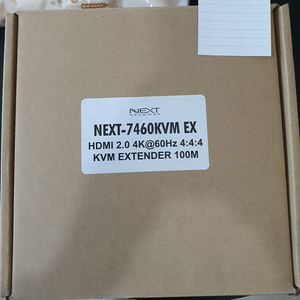 NEXT
NEXT-7460KVM EX
HDMI 2.0 4K@60Hz 4:4:4
KVM EXTENDER 100M